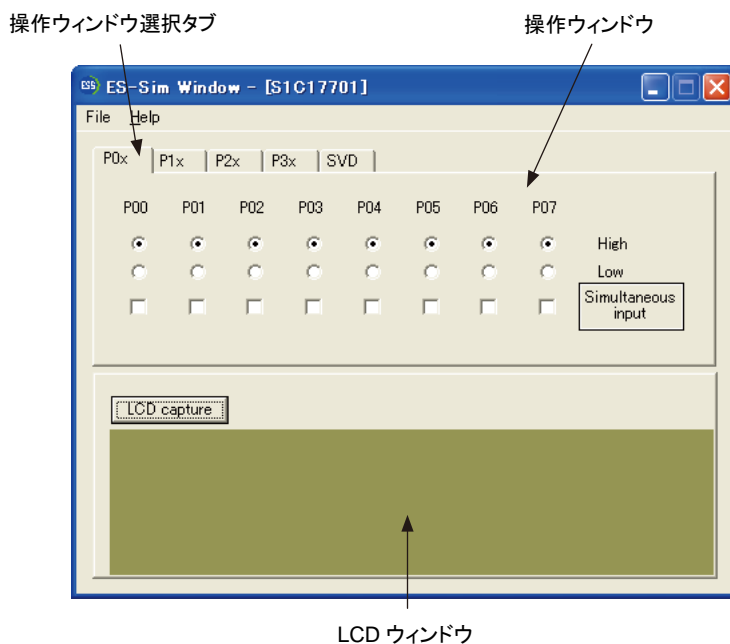 操作ウィンドウ選択タブ
操作ウィンドウ
ESS ES-Sim Window - [S1C17701]
File Help
P0x P1x P2x P3x SVD
P00 P01 P02 P03 P04 P05 P06 P07
High
Low
Simultaneous
input
LCD capture
LCD ウィンドウ